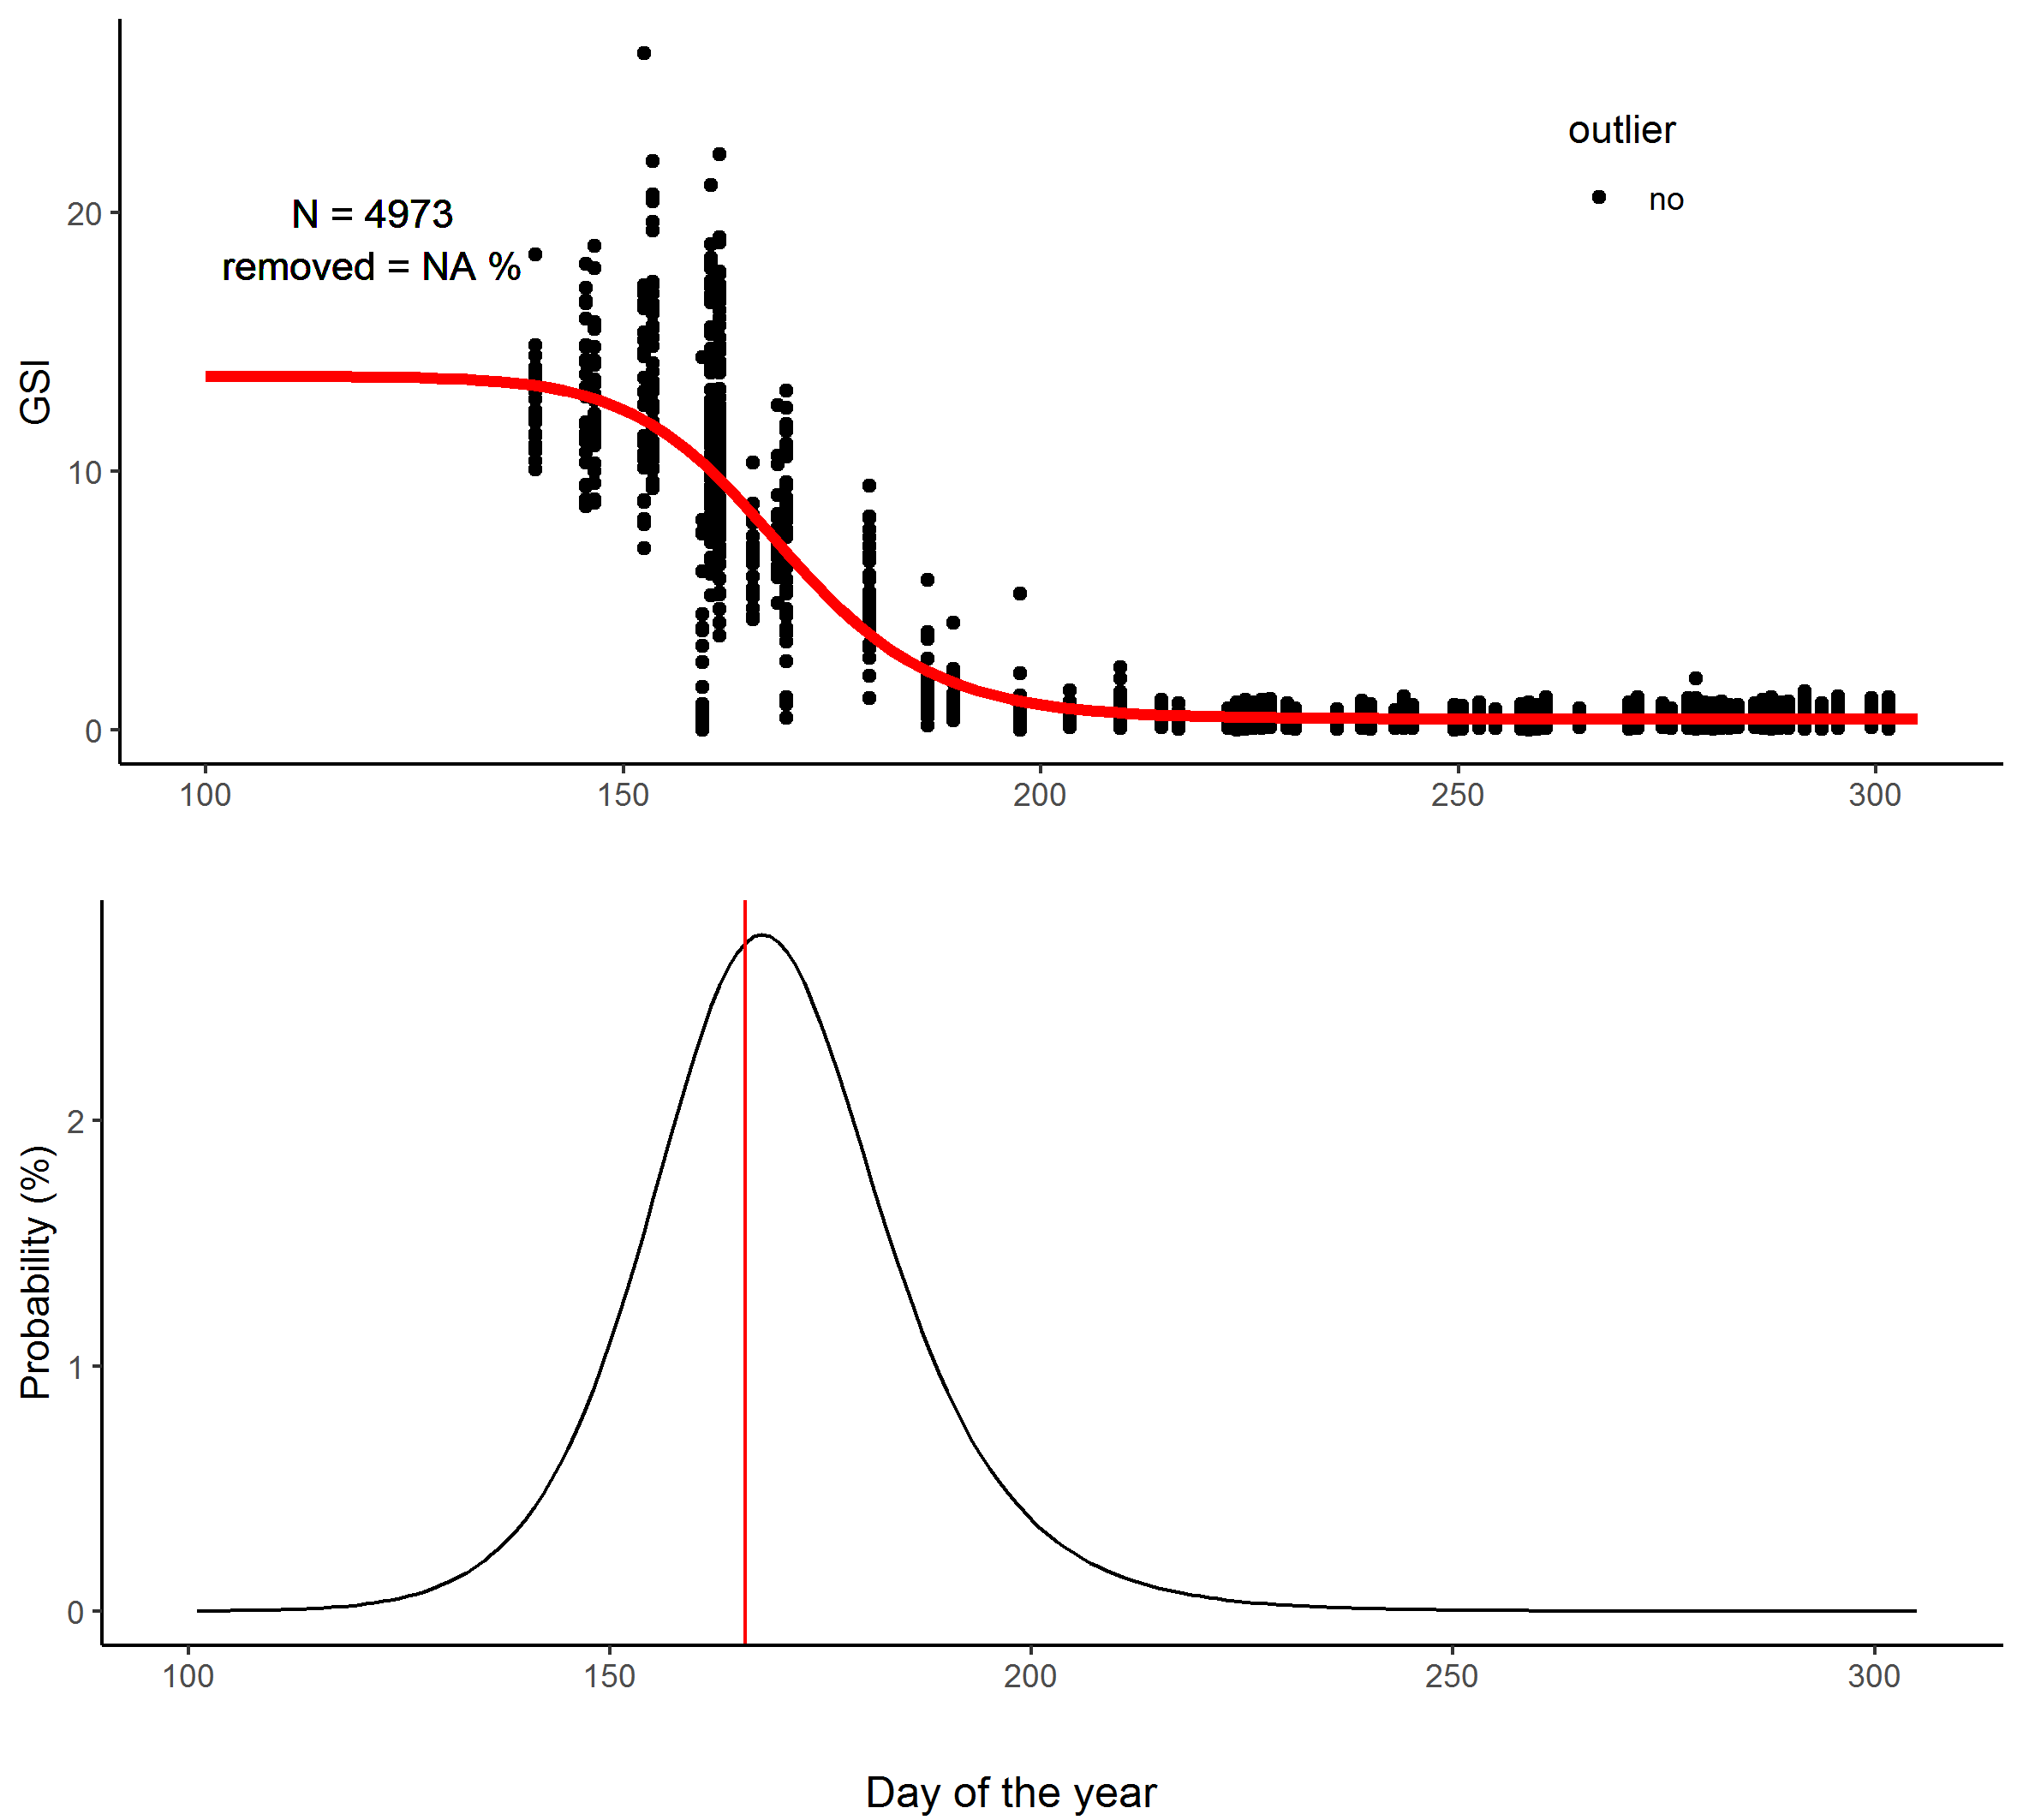 outlier
no
N = 4973
removed = NA %
GSI
20
10
0
100 150 200 250 300
Probability (%)
2
1
0
100 150 200 250 300
Day of the year